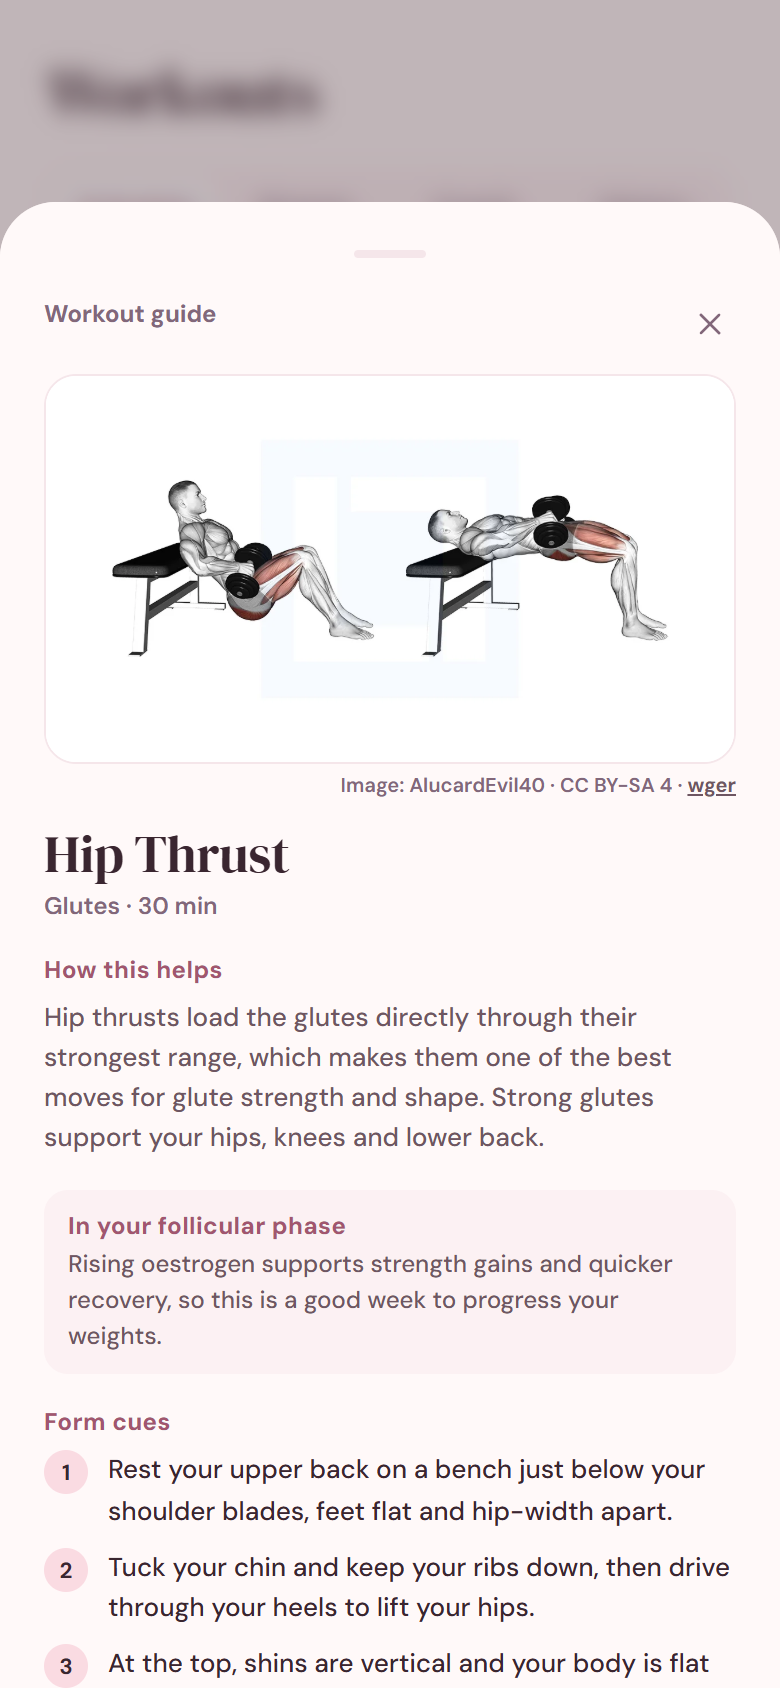 Workouts
Workout guide
Image: AlucardEvil40 · CC BY-SA 4 · wger
Hip Thrust
Glutes · 30 min
How this helps
Hip thrusts load the glutes directly through their
strongest range, which makes them one of the best
moves for glute strength and shape. Strong glutes
support your hips, knees and lower back.
In your follicular phase
Rising oestrogen supports strength gains and quicker
recovery, so this is a good week to progress your
weights.
Form cues
1 Rest your upper back on a bench just below your
shoulder blades, feet flat and hip-width apart.
2 Tuck your chin and keep your ribs down, then drive
through your heels to lift your hips.
3 At the top, shins are vertical and your body is flat